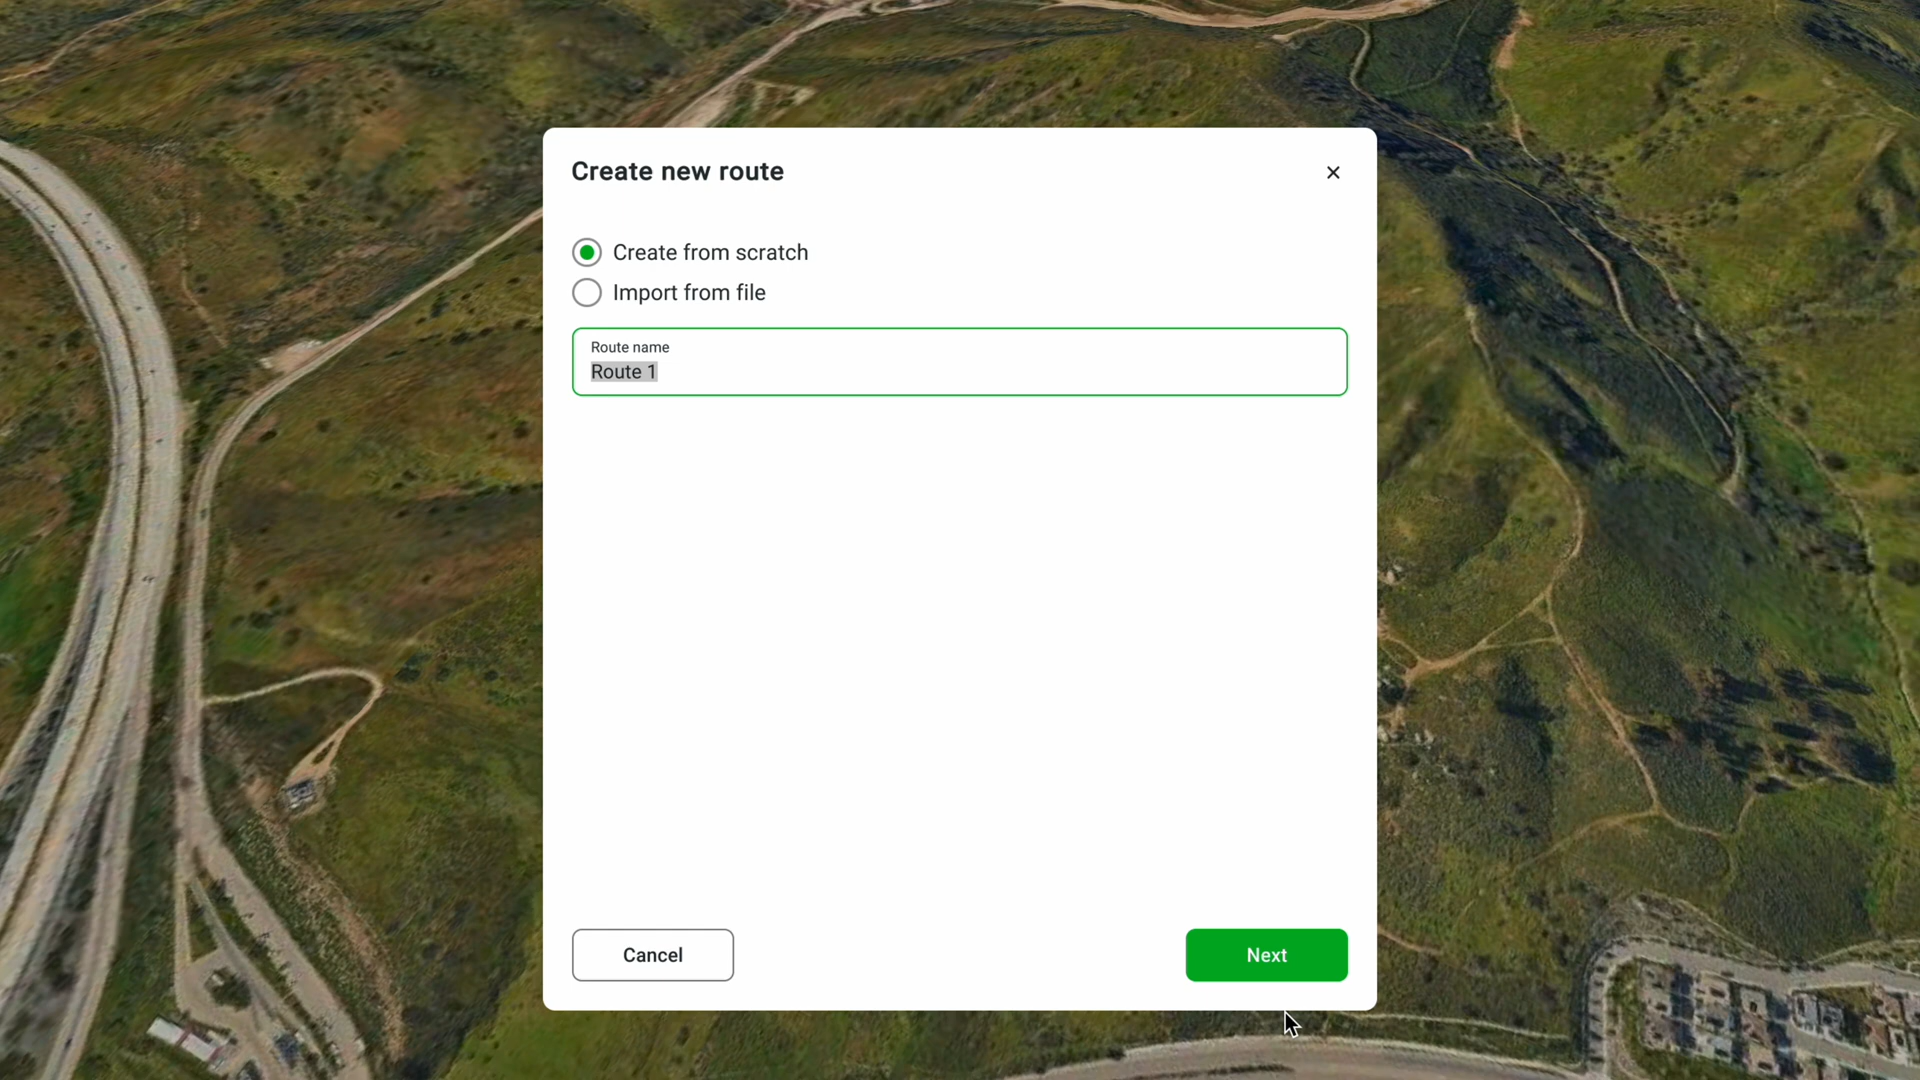 Create new route
Create from scratch
Import from file
Route name
Route 1
Cancel
Next